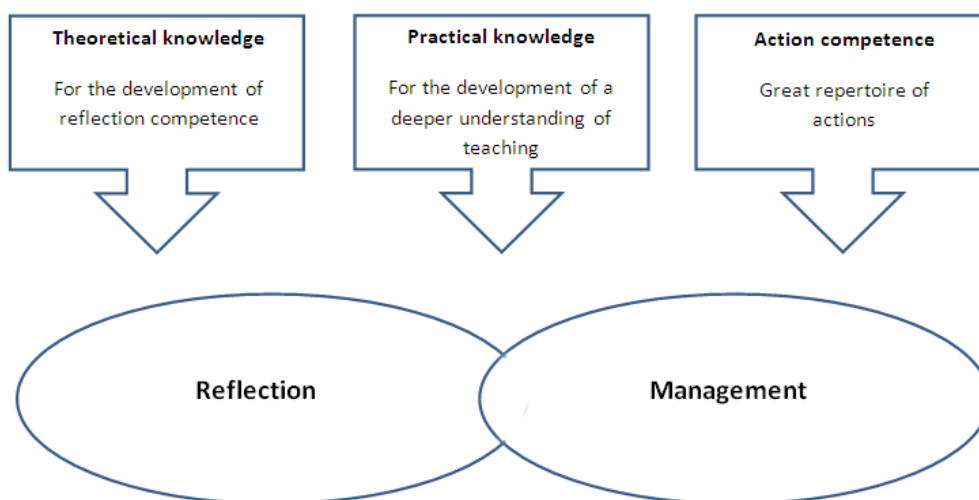 Theoretical knowledge
For the development of
reflection competence
Practical knowledge
For the development of a
deeper understanding of
teaching
Action competence
Great repertoire of
actions
Reflection
Management